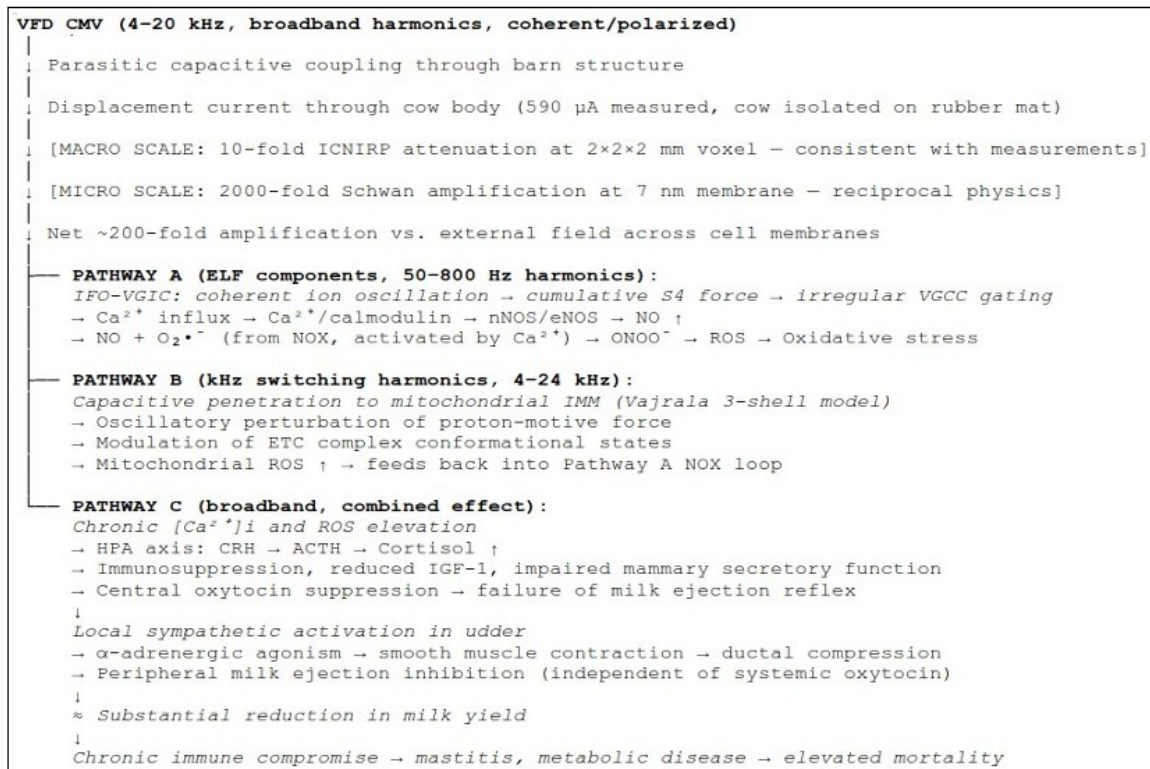 VFD CMV (4–20 kHz, broadband harmonics, coherent/polarized)
↓ Parasitic capacitive coupling through barn structure
↓ Displacement current through cow body (590 µA measured, cow isolated on rubber mat)
↓ [MACRO SCALE: 10-fold ICNIRP attenuation at 2×2×2 mm voxel — consistent with measurements]
↓ [MICRO SCALE: 2000-fold Schwan amplification at 7 nm membrane — reciprocal physics]
↓ Net ~200-fold amplification vs. external field across cell membranes
PATHWAY A (ELF components, 50–800 Hz harmonics):
IFO-VGIC: coherent ion oscillation → cumulative S4 force → irregular VGCC gating
→ Ca²⁺ influx → Ca²⁺/calmodulin → nNOS/eNOS → NO ↑
→ NO + O₂•⁻ (from NOX, activated by Ca²⁺) → ONOO⁻ → ROS → Oxidative stress
PATHWAY B (kHz switching harmonics, 4–24 kHz):
Capacitive penetration to mitochondrial IMM (Vajrala 3-shell model)
→ Oscillatory perturbation of proton-motive force
→ Modulation of ETC complex conformational states
→ Mitochondrial ROS ↑ → feeds back into Pathway A NOX loop
PATHWAY C (broadband, combined effect):
Chronic [Ca²⁺]i and ROS elevation
→ HPA axis: CRH → ACTH → Cortisol ↑
→ Immunosuppression, reduced IGF-1, impaired mammary secretory function
→ Central oxytocin suppression → failure of milk ejection reflex
↓
Local sympathetic activation in udder
→ α-adrenergic agonism → smooth muscle contraction → ductal compression
→ Peripheral milk ejection inhibition (independent of systemic oxytocin)
↓
≈ Substantial reduction in milk yield
↓
Chronic immune compromise → mastitis, metabolic disease → elevated mortality